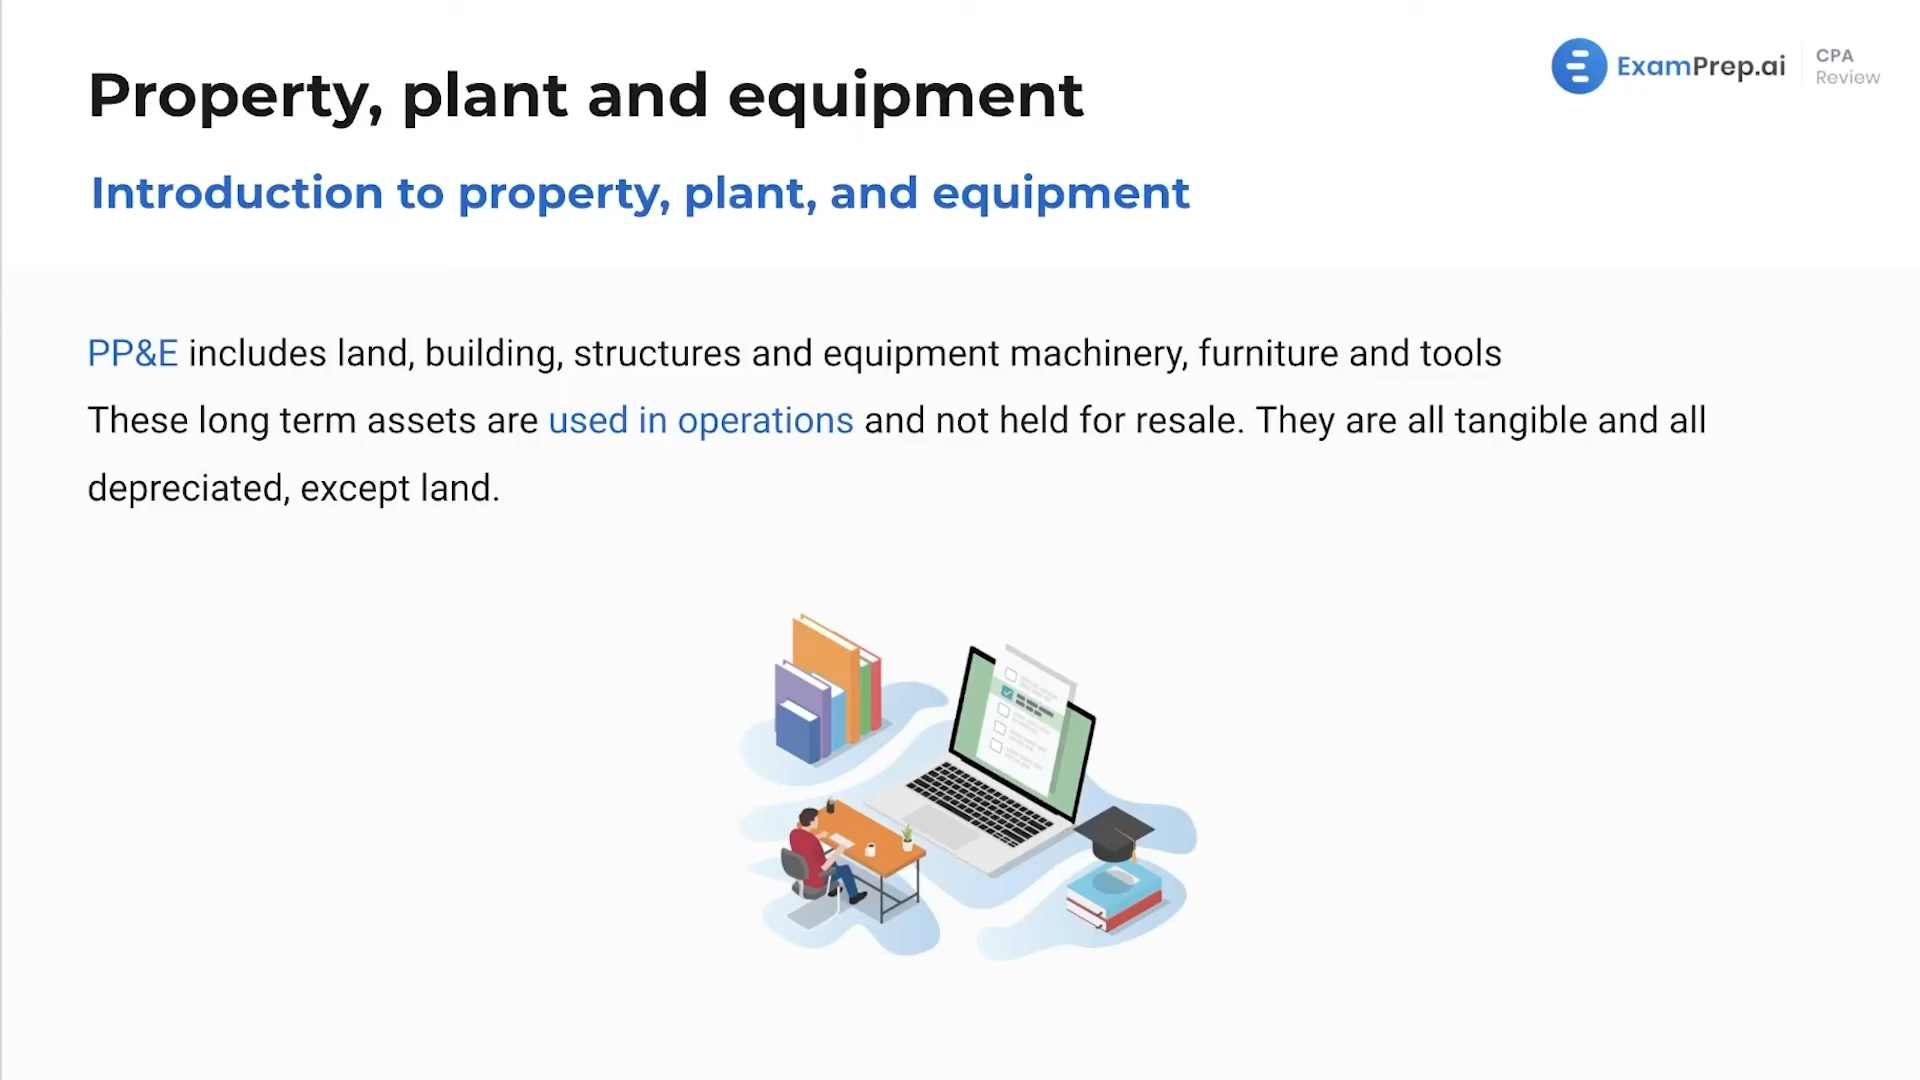 Property, plant and equipment
ExamPrep.ai
CPA
Review
Introduction to property, plant, and equipment
PP&E includes land, building, structures and equipment machinery, furniture and tools
These long term assets are used in operations and not held for resale. They are all tangible and all
depreciated, except land.